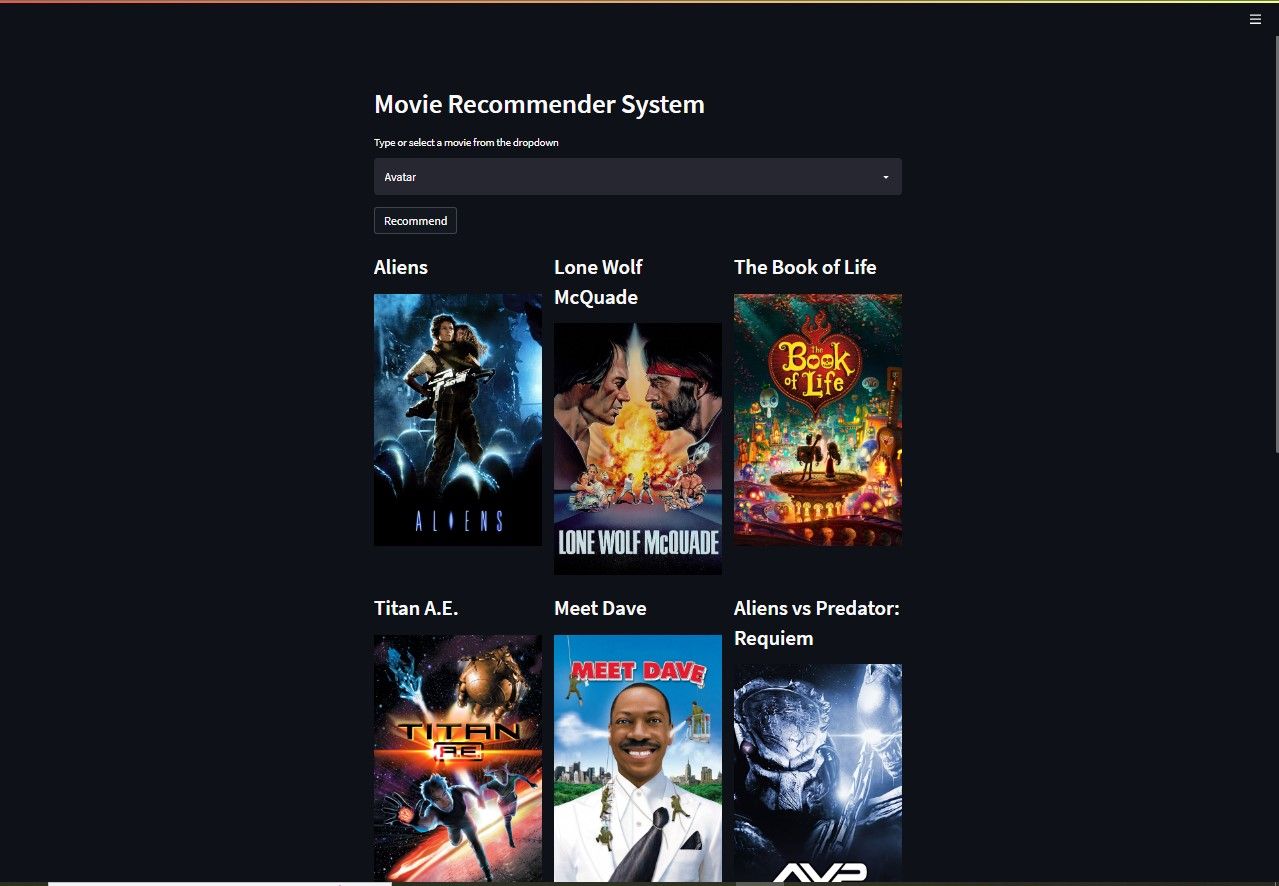 Movie Recommender System
Type or select a movie from the dropdown
Avatar
Recommend
Aliens
Lone Wolf
McQuade
The Book of Life
ALIENS
LONE WOLF McQUADE
The
Book
of Life
Titan A.E.
Meet Dave
Aliens vs Predator:
Requiem
TITAN
A.E.
MEET DAVE
AVP